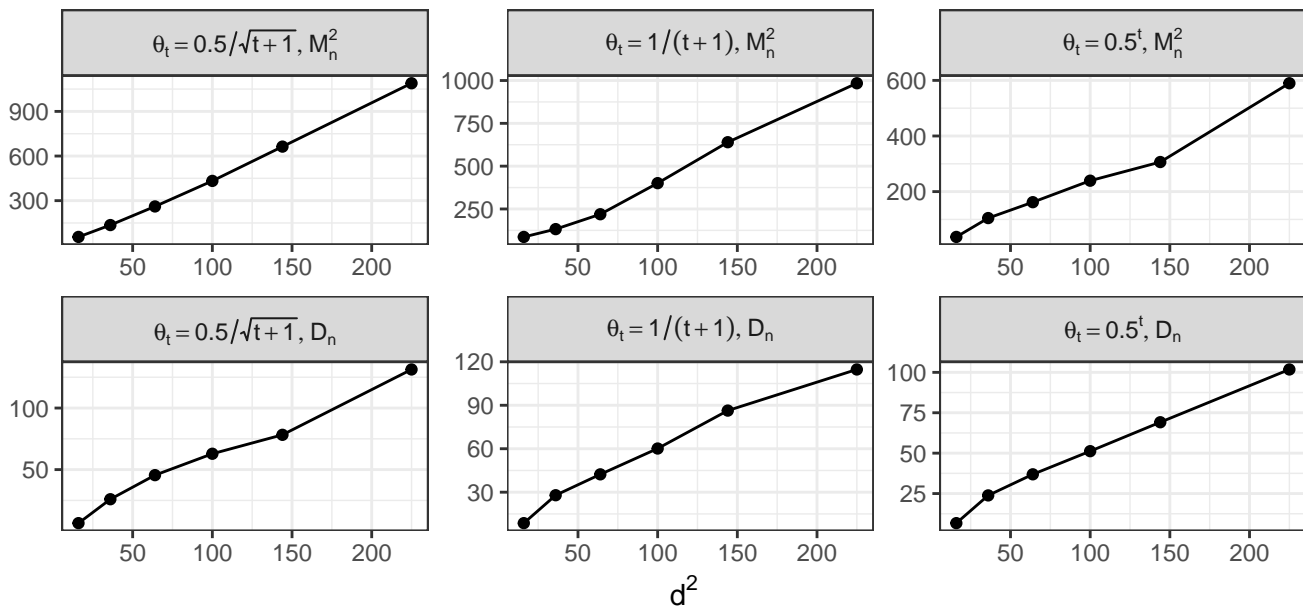 θt = 0.5/√t+1, Mn²
θt = 1/(t+1), Mn²
θt = 0.5^t, Mn²
900
600
300
1000
750
500
250
600
400
200
50 100 150 200
50 100 150 200
50 100 150 200
θt = 0.5/√t+1, Dn
θt = 1/(t+1), Dn
θt = 0.5^t, Dn
100
50
120
90
60
30
100
75
50
25
50 100 150 200
50 100 150 200
50 100 150 200
d²